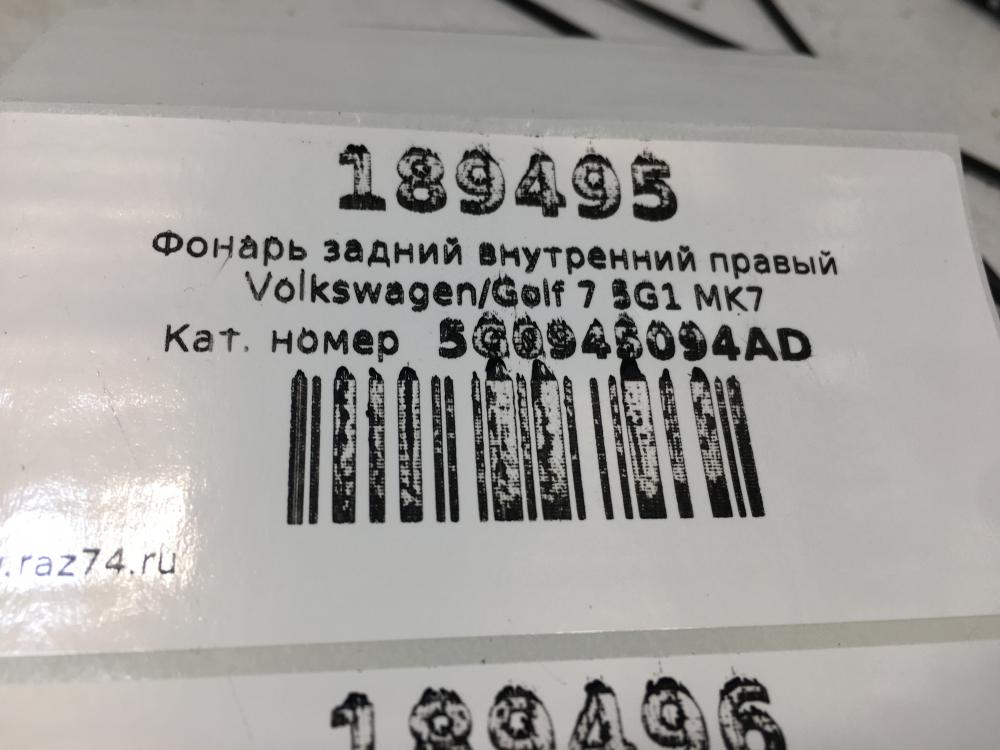 189495
Фонарь задний внутренний правый
Volkswagen/Golf 7 5G1 MK7
Кат. номер 5G0945094AD
.raz74.ru
189496